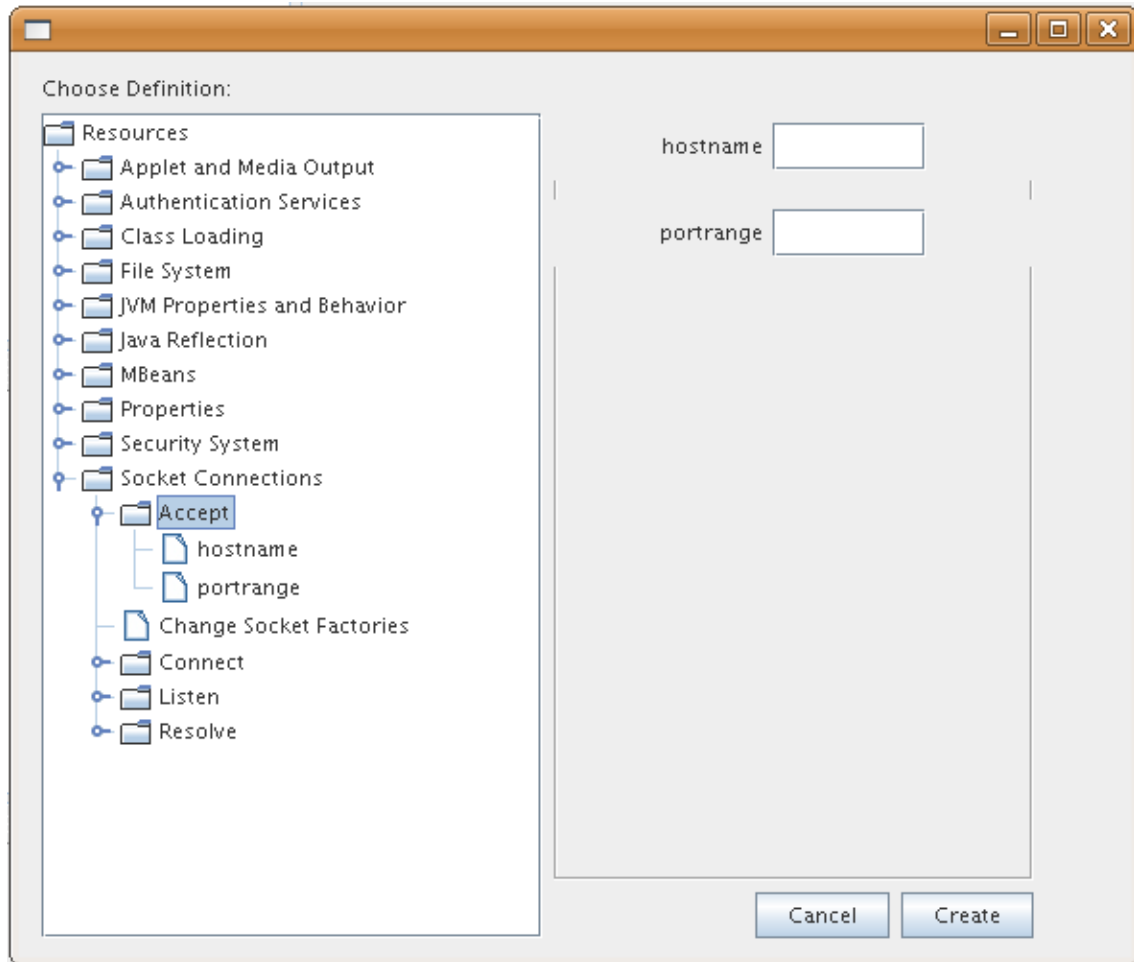 Choose Definition:
Resources
Applet and Media Output
Authentication Services
Class Loading
File System
JVM Properties and Behavior
Java Reflection
MBeans
Properties
Security System
Socket Connections
Accept
hostname
portrange
Change Socket Factories
Connect
Listen
Resolve
hostname
portrange
Cancel
Create